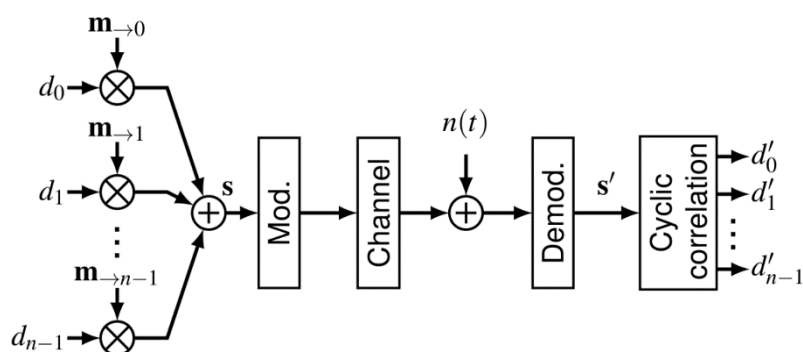 m→0
d0
m→1
d1
⋮
m→n−1
dn−1
s
Mod.
Channel
n(t)
Demod.
s′
Cyclic
correlation
d′0
d′1
⋮
d′n−1